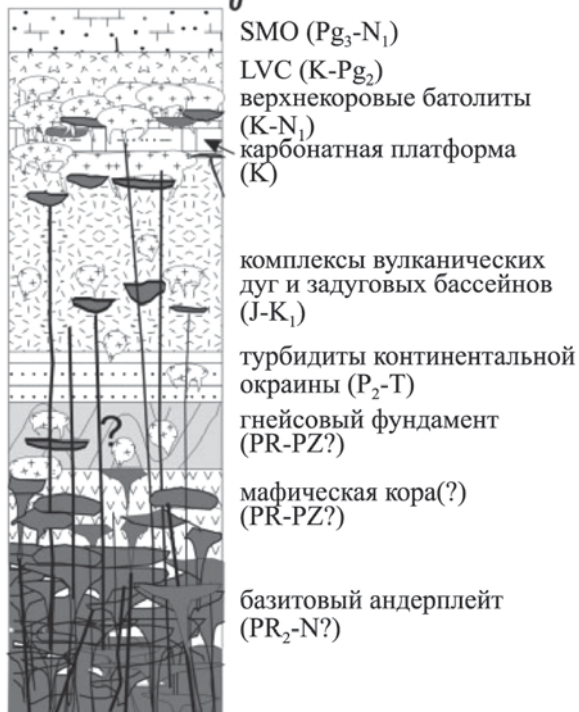 0
SMO (Pg₃-N₁)
LVC (K-Pg₂)
верхнекоровые батолиты
(K-N₁)
карбонатная платформа
(K)
комплексы вулканических
дуг и задуговых бассейнов
(J-K₁)
турбидиты континентальной
окраины (P₂-T)
гнейсовый фундамент
(PR-PZ?)
?
мафическая кора(?)
(PR-PZ?)
базитовый андерплейт
(PR₂-N?)